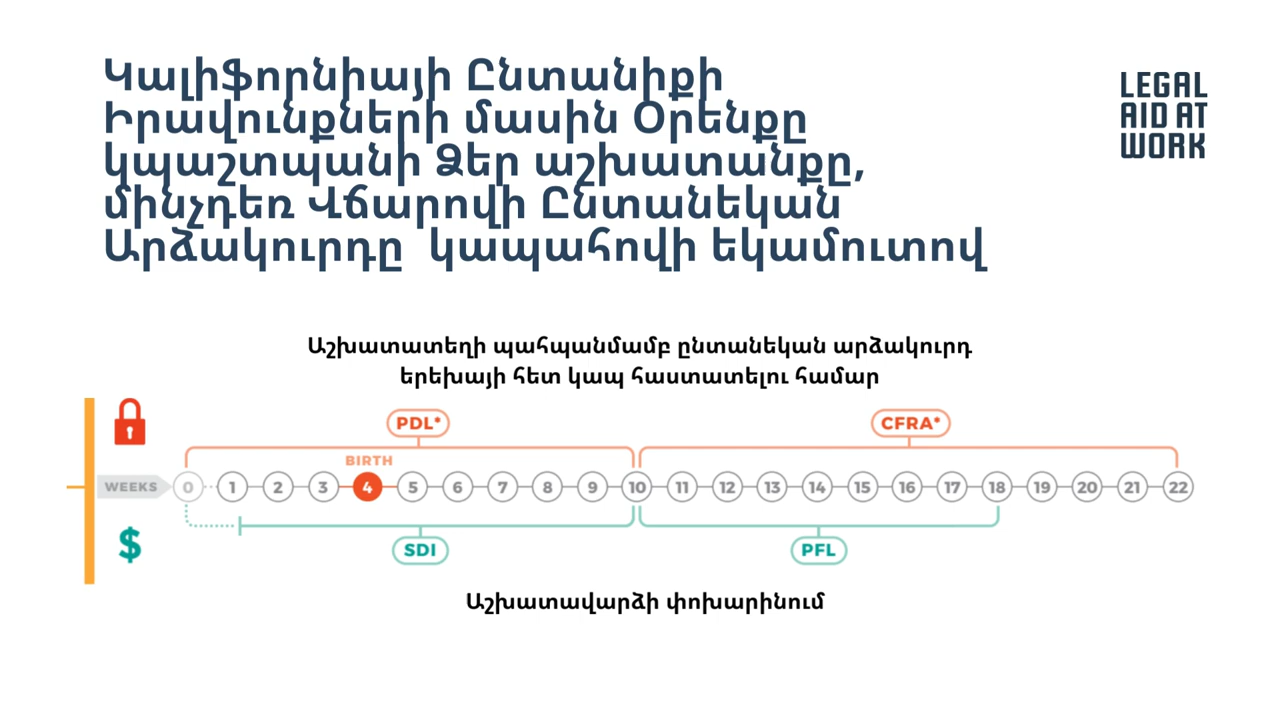 Կալիֆորնիայի Ընտանիքի
Իրավունքների մասին Օրենքը
կպաշտպանի Ձեր աշխատանքը,
մինչդեռ Վճարովի Ընտանեկան
Արձակուրդը կապահովի եկամուտով
LEGAL
AID AT
WORK
Աշխատատեղի պահպանմամբ ընտանեկան արձակուրդ
երեխայի հետ կապ հաստատելու համար
PDL* CFRA*
BIRTH
WEEKS 0 1 2 3 4 5 6 7 8 9 10 11 12 13 14 15 16 17 18 19 20 21 22
$
SDI PFL
Աշխատավարձի փոխարինում